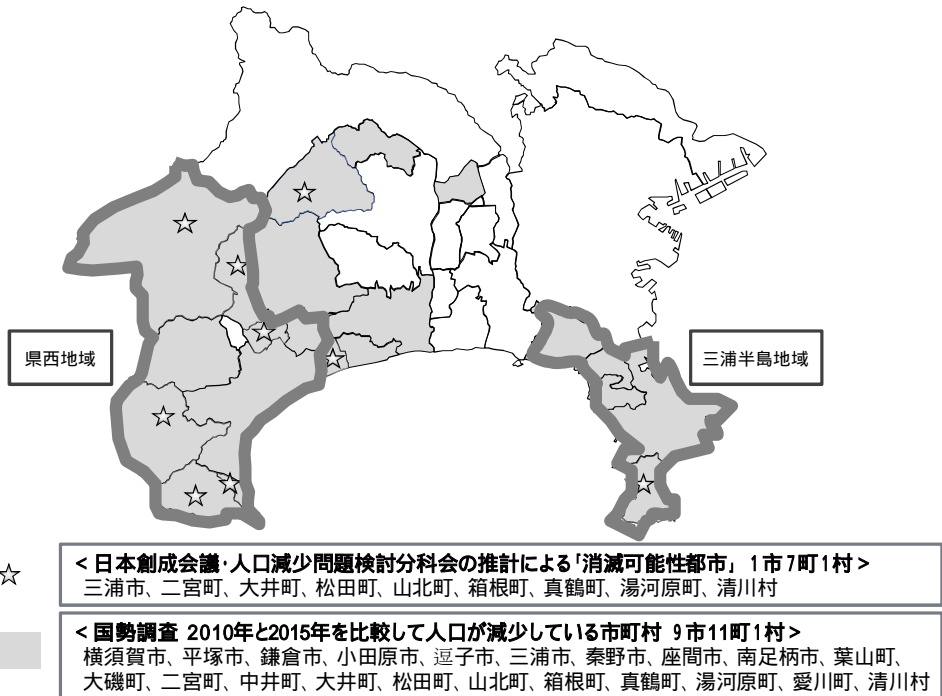 県西地域
三浦半島地域
☆
＜日本創成会議･人口減少問題検討分科会の推計による｢消滅可能性都市｣ 1市7町1村＞
三浦市、二宮町、大井町、松田町、山北町、箱根町、真鶴町、湯河原町、清川村
＜国勢調査 2010年と2015年を比較して人口が減少している市町村 9市11町1村＞
横須賀市、平塚市、鎌倉市、小田原市、逗子市、三浦市、秦野市、座間市、南足柄市、葉山町、
大磯町、二宮町、中井町、大井町、松田町、山北町、箱根町、真鶴町、湯河原町、愛川町、清川村